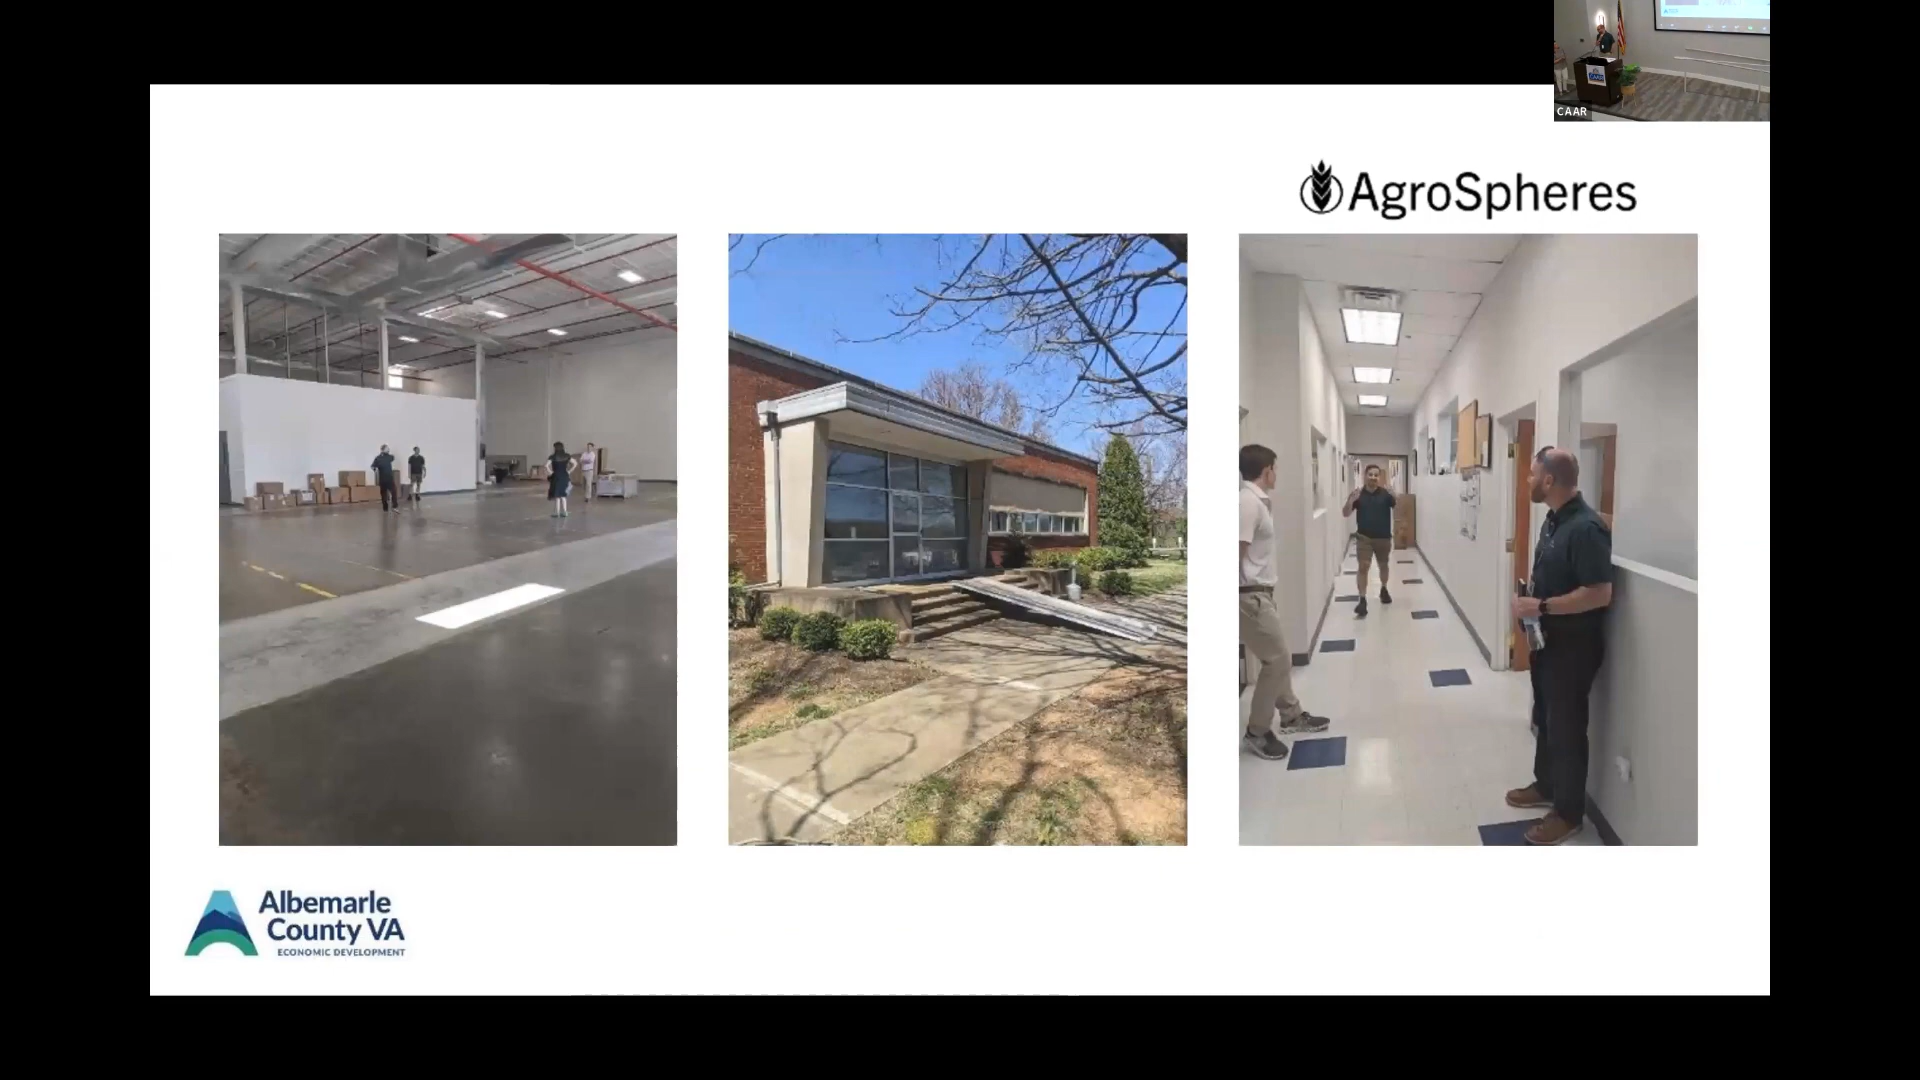 CAAR
AgroSpheres
Albemarle
County VA
ECONOMIC DEVELOPMENT